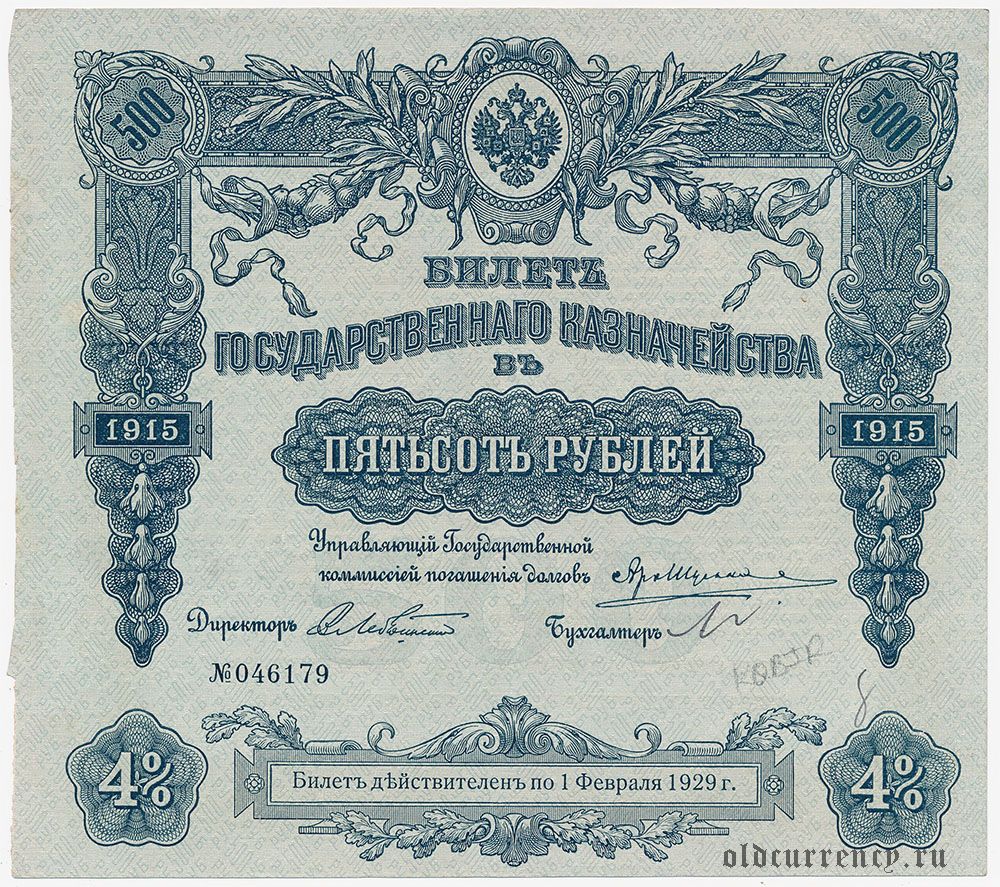 500 500
БИЛЕТЪ
ГОСУДАРСТВЕННАГО КАЗНАЧЕЙСТВА
ВЪ
1915 1915
ПЯТЬСОТЪ РУБЛЕЙ
Управляющій Государственной
коммиссіей погашенія долговъ
Директоръ Бухгалтеръ
№046179
4% 4%
Билетъ дѣйствителенъ по 1 Февраля 1929 г.
oldcurrency.ru